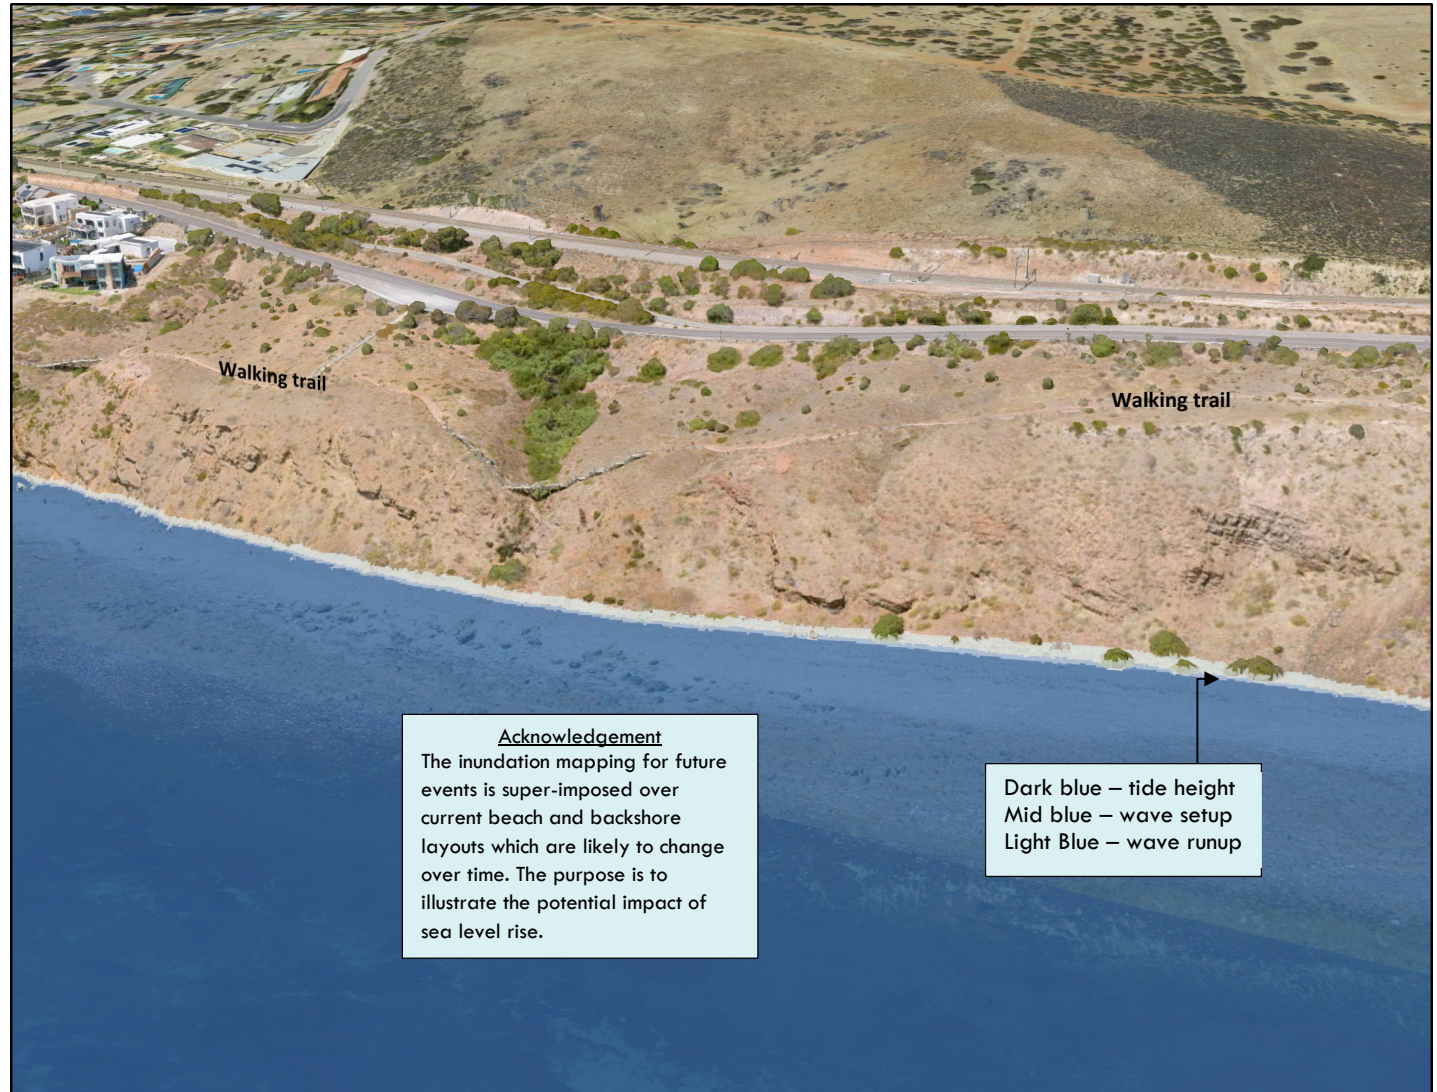 Walking trail
Walking trail
Acknowledgement
The inundation mapping for future
events is super-imposed over
current beach and backshore
layouts which are likely to change
over time. The purpose is to
illustrate the potential impact of
sea level rise.
Dark blue – tide height
Mid blue – wave setup
Light Blue – wave runup